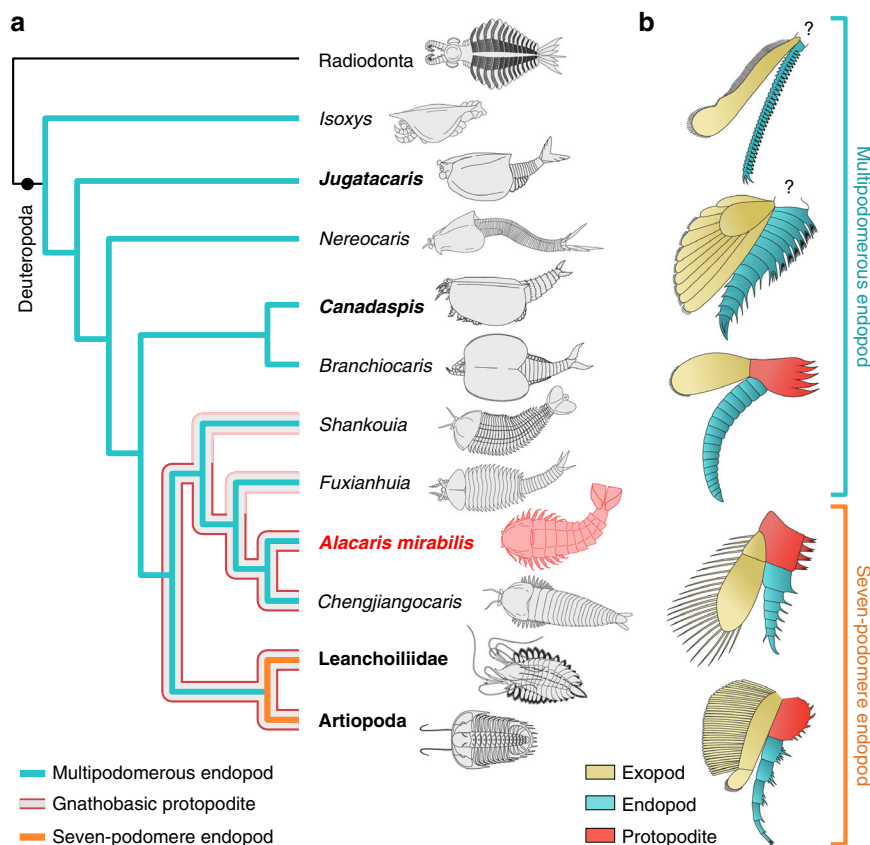 a
b
Radiodonta
Isoxys
Jugatacaris
Nereocaris
Canadaspis
Branchiocaris
Shankouia
Fuxianhuia
Alacaris mirabilis
Chengjiangocaris
Leanchoiliidae
Artiopoda
Deuteropoda
Multipodomerous endopod
Gnathobasic protopodite
Seven-podomere endopod
?
?
Multipodomerous endopod
Seven-podomere endopod
Exopod
Endopod
Protopodite